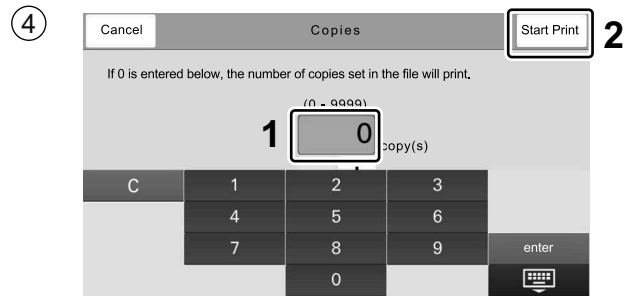 4
Cancel
Copies
Start Print
2
If 0 is entered below, the number of copies set in the file will print.
(0 - 9999)
1
0
copy(s)
C
1
2
3
4
5
6
7
8
9
enter
0